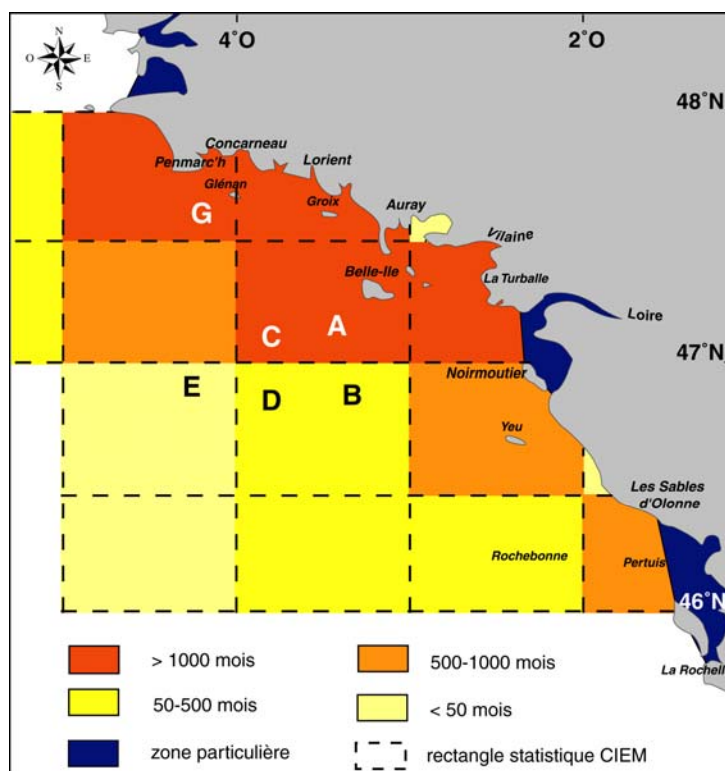 4°O
2°O
N
O
E
S
48°N
Concarneau
Penmarc'h
Lorient
Glénan
Groix
Auray
G
Vilaine
Belle-Ile
La Turballe
Loire
A
C
47°N
Noirmoutier
E
D
B
Yeu
Les Sables
d'Olonne
Rochebonne
Pertuis
46°N
La Rochell
> 1000 mois
500-1000 mois
50-500 mois
< 50 mois
zone particulière
rectangle statistique CIEM